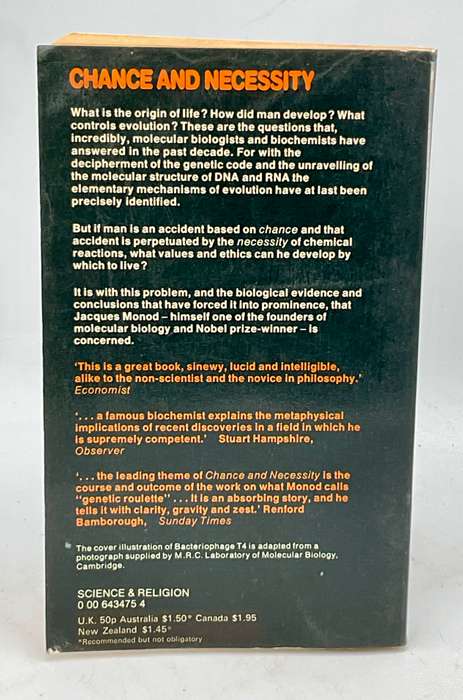 CHANCE AND NECESSITY
What is the origin of life? How did man develop? What
controls evolution? These are the questions that,
incredibly, molecular biologists and biochemists have
answered in the past decade. For with the
decipherment of the genetic code and the unravelling of
the molecular structure of DNA and RNA the
elementary mechanisms of evolution have at last been
precisely identified.
But if man is an accident based on chance and that
accident is perpetuated by the necessity of chemical
reactions, what values and ethics can he develop by
which to live?
It is with this problem, and the biological evidence and
conclusions that have forced it into prominence, that
Jacques Monod – himself one of the founders of
molecular biology and Nobel prize-winner – is
concerned.
'This is a great book, sinewy, lucid and intelligible,
alike to the non-scientist and the novice in philosophy.'
Economist
'. . . a famous biochemist explains the metaphysical
implications of recent discoveries in a field in which he
is supremely competent.' Stuart Hampshire,
Observer
'. . . the leading theme of Chance and Necessity is the
course and outcome of the work on what Monod calls
"genetic roulette" . . . It is an absorbing story, and he
tells it with clarity, gravity and zest.' Renford
Bamborough, Sunday Times
The cover illustration of Bacteriophage T4 is adapted from a
photograph supplied by M.R.C. Laboratory of Molecular Biology,
Cambridge.
SCIENCE & RELIGION
0 00 643475 4
U.K. 50p Australia $1.50* Canada $1.95
New Zealand $1.45*
*Recommended but not obligatory